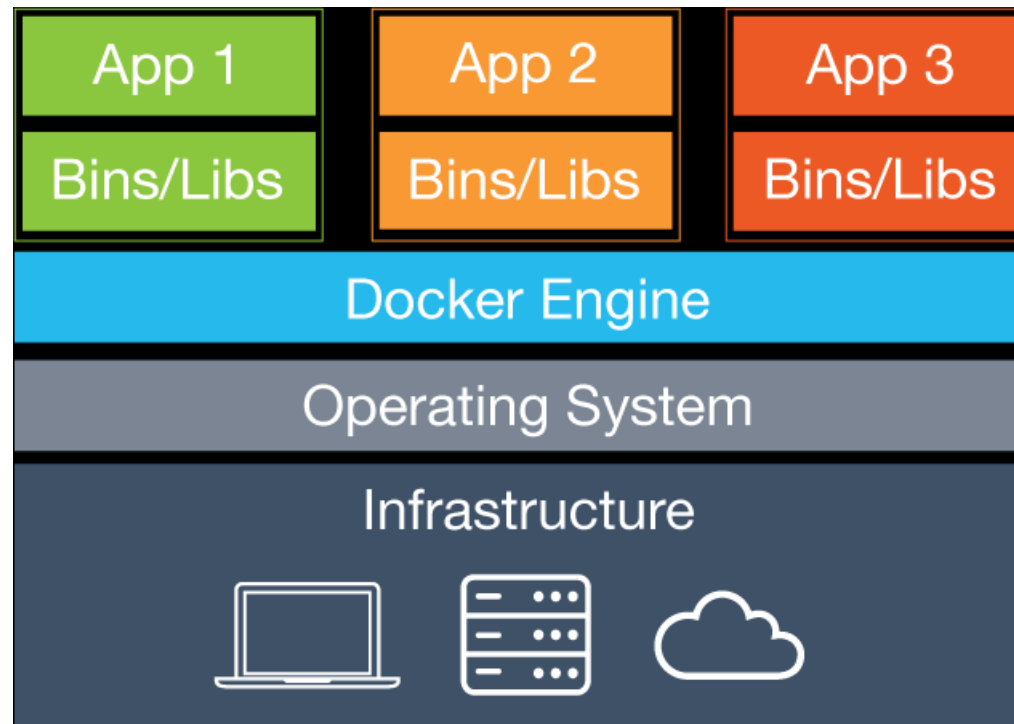 App 1
App 2
App 3
Bins/Libs
Bins/Libs
Bins/Libs
Docker Engine
Operating System
Infrastructure